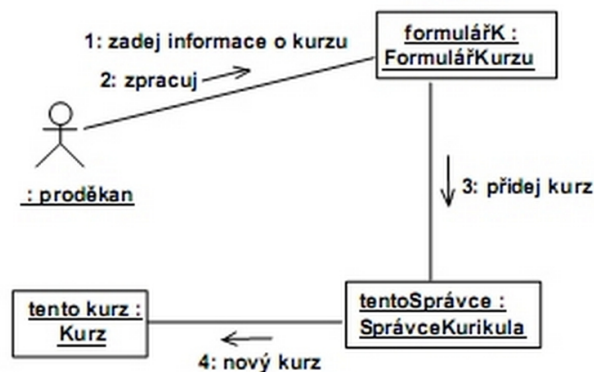 1: zadej informace o kurzu
2: zpracuj
formulářK :
FormulářKurzu
: proděkan
3: přidej kurz
tento kurz :
Kurz
tentoSprávce :
SprávceKurikula
4: nový kurz